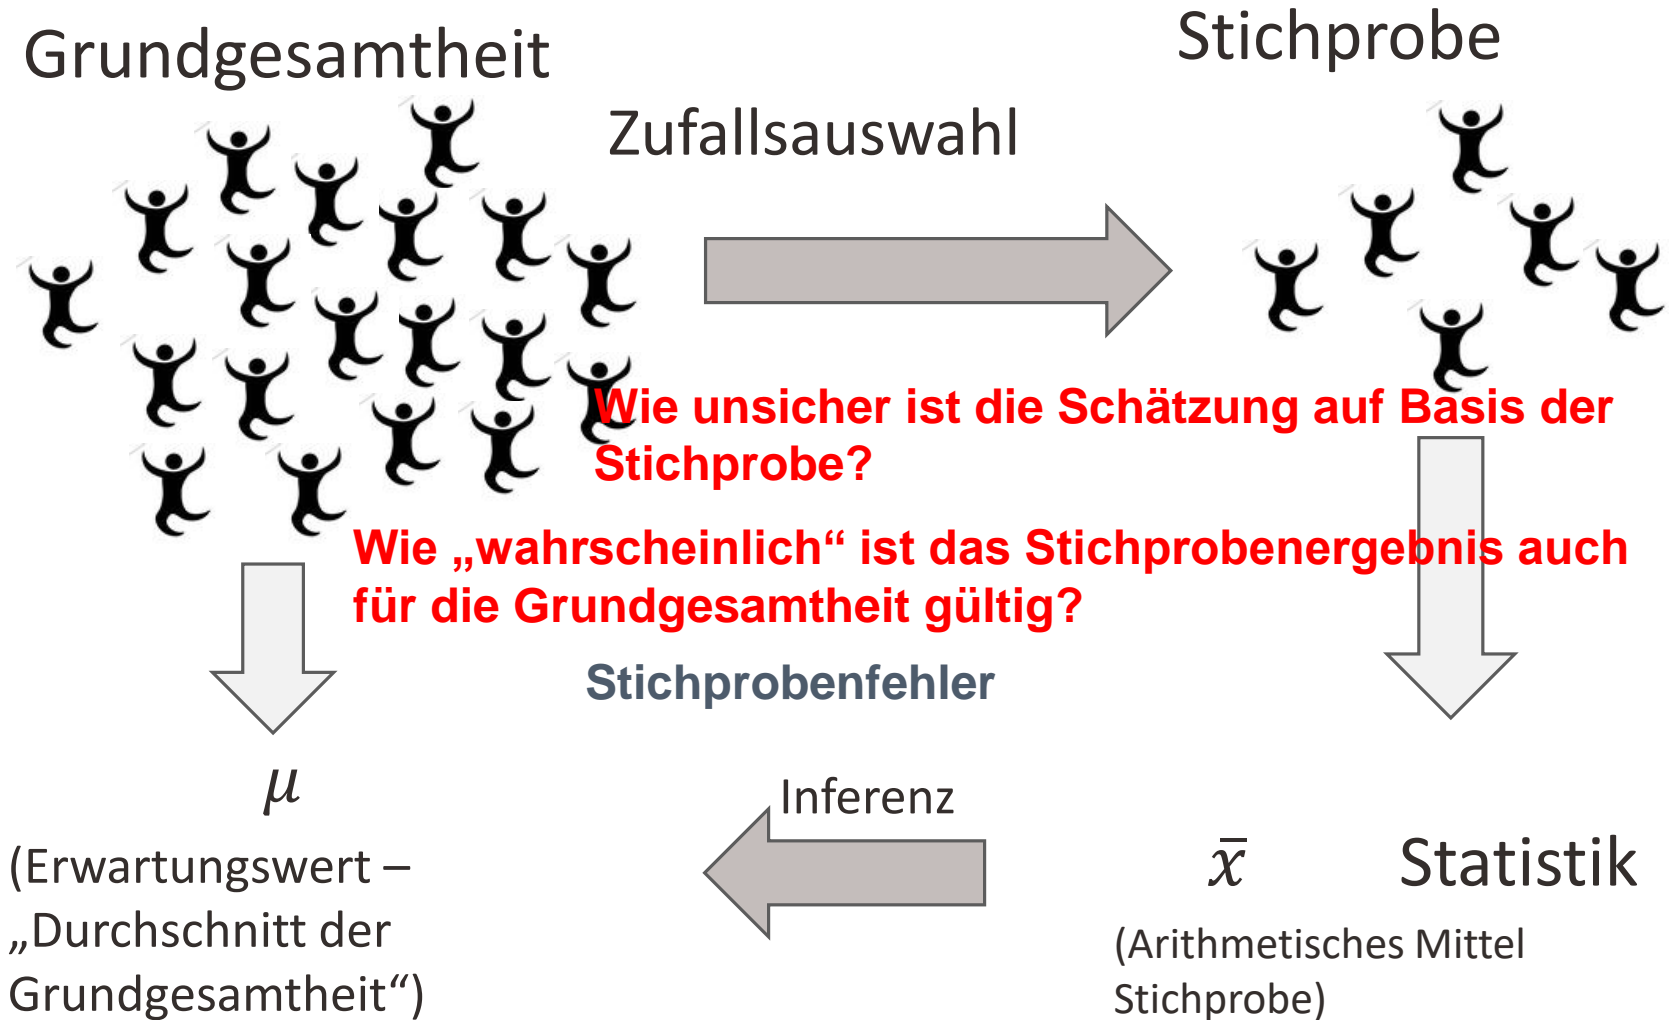 Grundgesamtheit
Stichprobe
Zufallsauswahl
Wie unsicher ist die Schätzung auf Basis der
Stichprobe?
Wie „wahrscheinlich“ ist das Stichprobenergebnis auch
für die Grundgesamtheit gültig?
Stichprobenfehler
μ
(Erwartungswert –
„Durchschnitt der
Grundgesamtheit“)
Inferenz
x̄ Statistik
(Arithmetisches Mittel
Stichprobe)